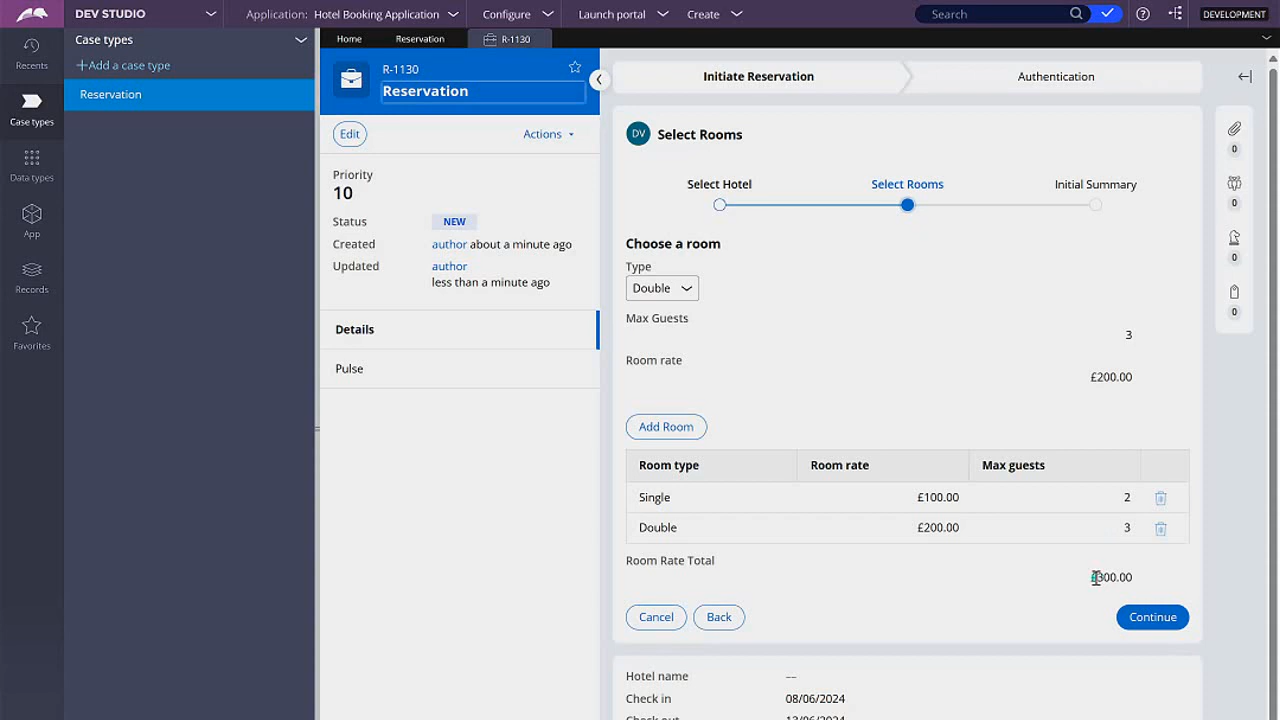 DEV STUDIO
Application: Hotel Booking Application
Configure
Launch portal
Create
Search
DEVELOPMENT
Recents
Case types
Data types
App
Records
Favorites
Case types
+Add a case type
Reservation
Home
Reservation
R-1130
R-1130
Reservation
Edit
Actions
Priority
10
Status NEW
Created author about a minute ago
Updated author
less than a minute ago
Details
Pulse
Initiate Reservation
Authentication
DV Select Rooms
Select Hotel
Select Rooms
Initial Summary
Choose a room
Type
Double
Max Guests
3
Room rate
£200.00
Add Room
Room type Room rate Max guests
Single £100.00 2
Double £200.00 3
Room Rate Total
£300.00
Cancel
Back
Continue
Hotel name ––
Check in 08/06/2024
Check out 13/06/2024
0
0
0
0